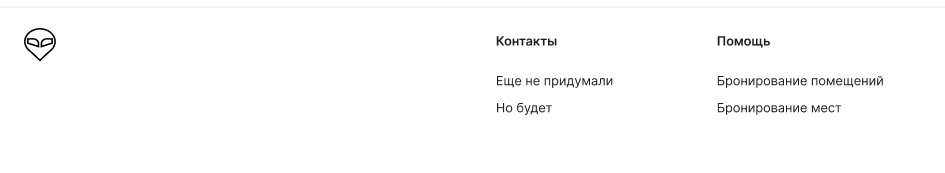 Контакты
Еще не придумали
Но будет
Помощь
Бронирование помещений
Бронирование мест